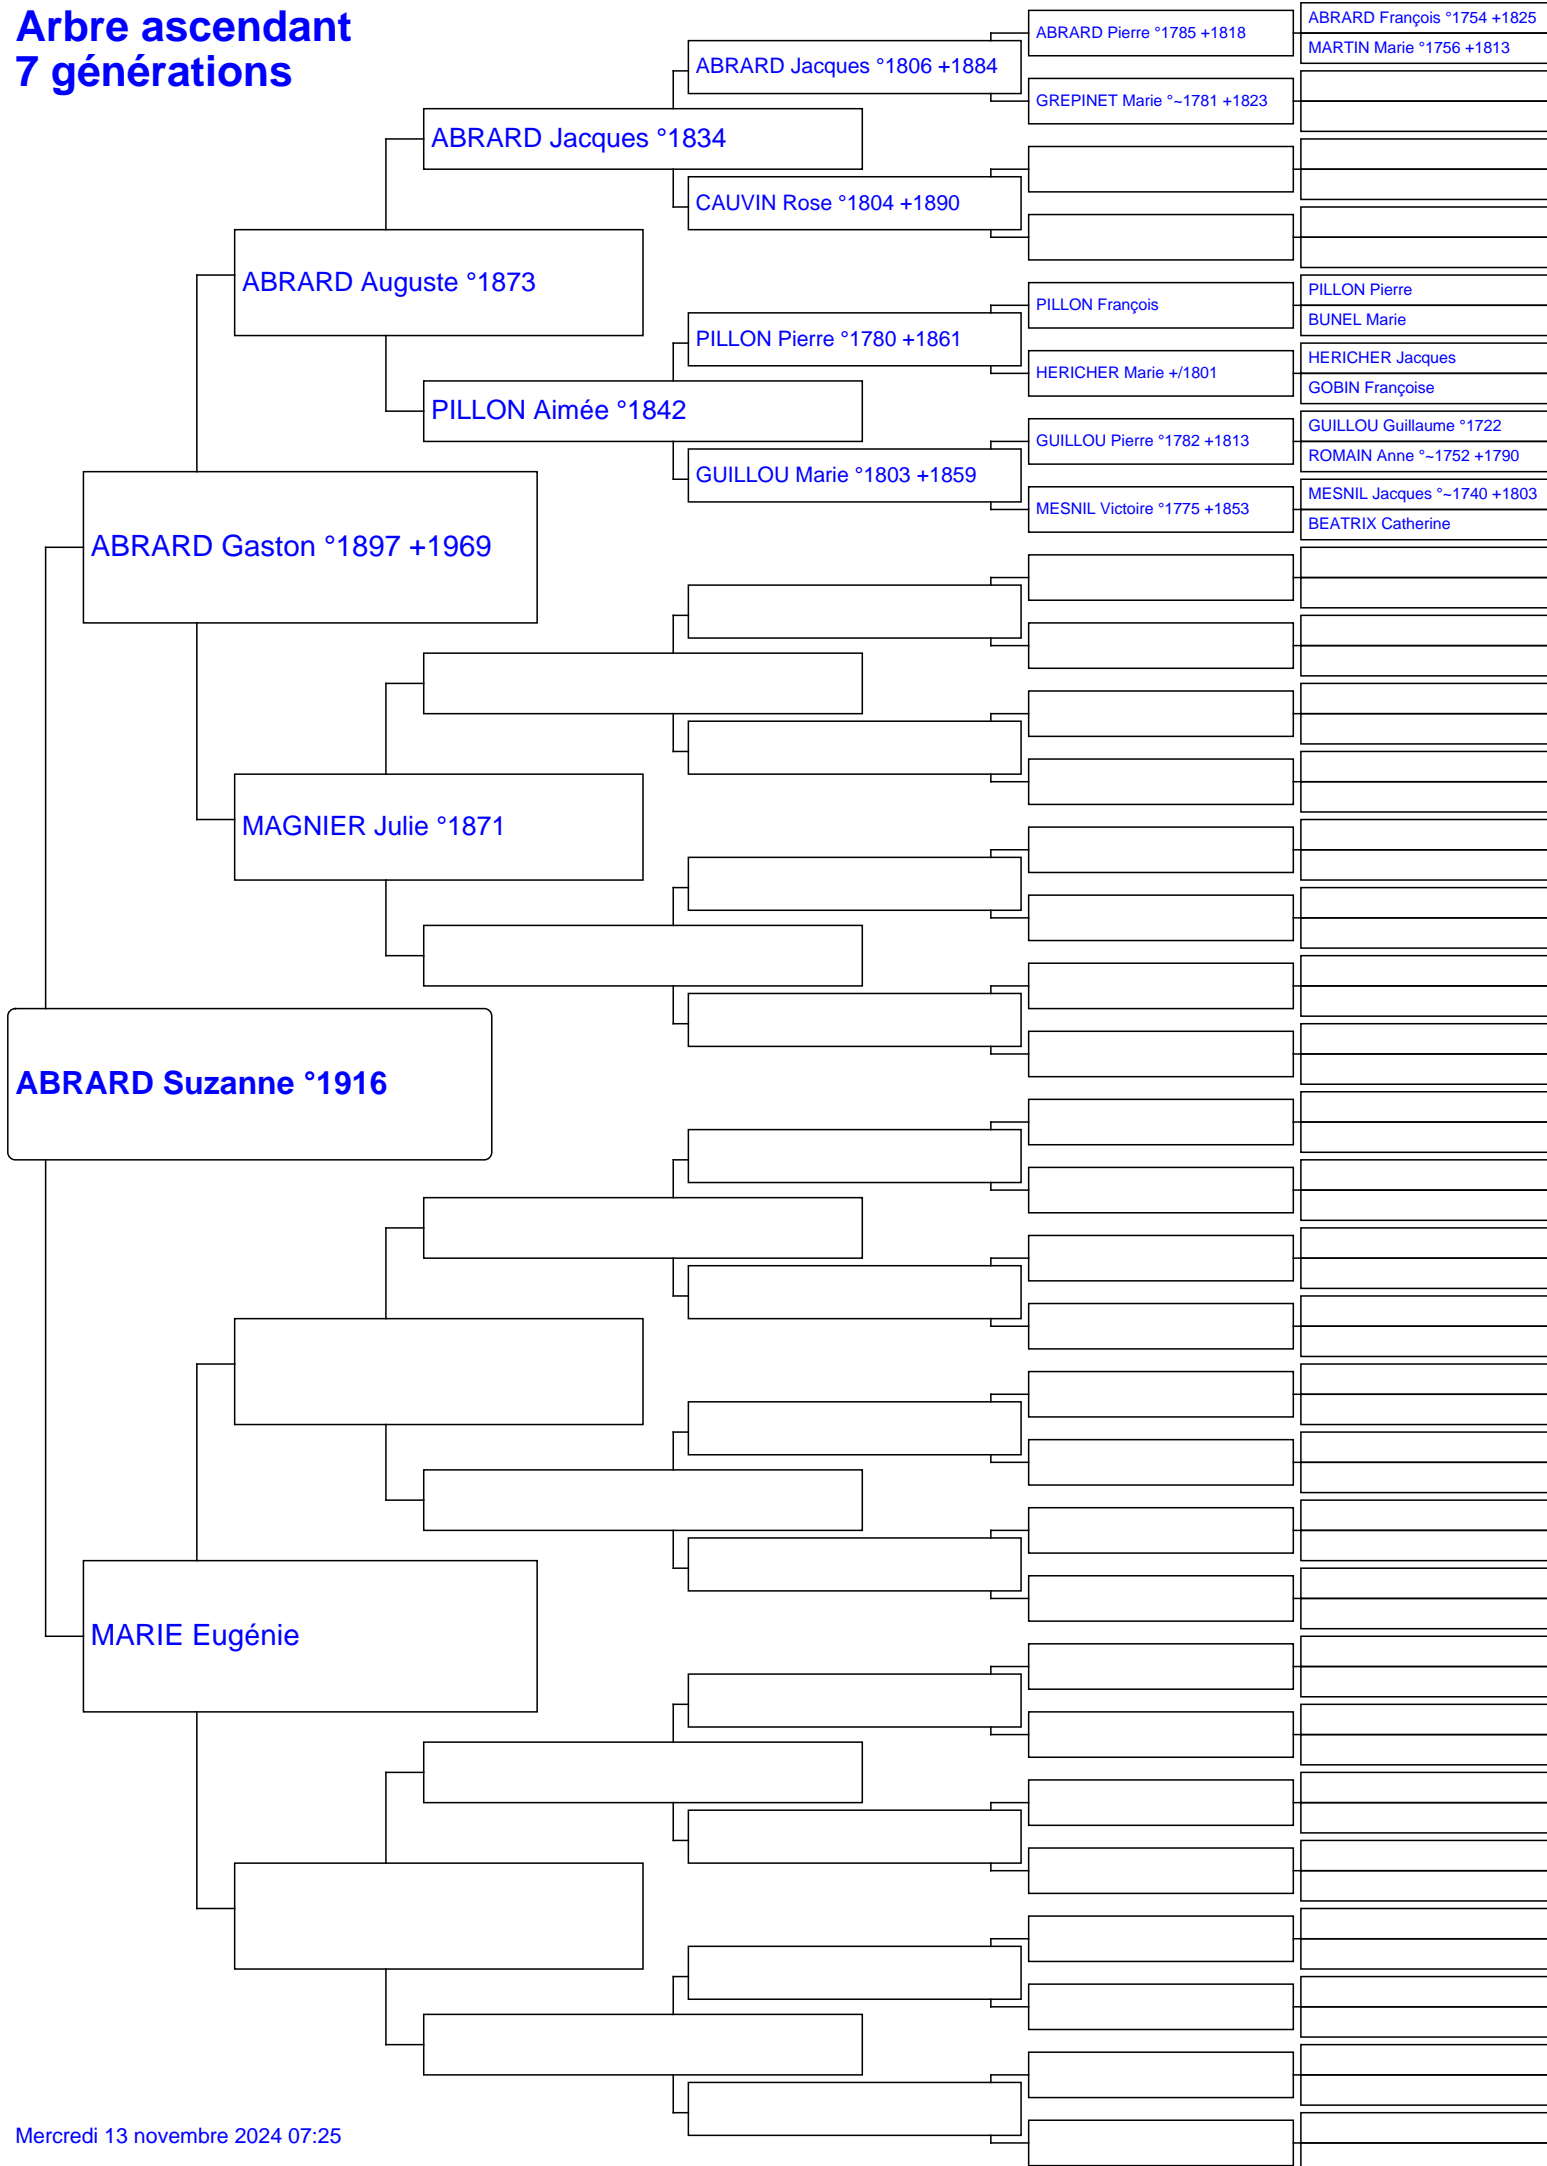 Arbre ascendant
7 générations
ABRARD Pierre °1785 +1818
ABRARD François °1754 +1825
MARTIN Marie °1756 +1813
ABRARD Jacques °1806 +1884
GREPINET Marie °~1781 +1823
ABRARD Jacques °1834
CAUVIN Rose °1804 +1890
ABRARD Auguste °1873
PILLON François
PILLON Pierre
BUNEL Marie
PILLON Pierre °1780 +1861
HERICHER Marie +/1801
HERICHER Jacques
GOBIN Françoise
PILLON Aimée °1842
GUILLOU Pierre °1782 +1813
GUILLOU Guillaume °1722
ROMAIN Anne °~1752 +1790
GUILLOU Marie °1803 +1859
MESNIL Victoire °1775 +1853
MESNIL Jacques °~1740 +1803
BEATRIX Catherine
ABRARD Gaston °1897 +1969
MAGNIER Julie °1871
ABRARD Suzanne °1916
MARIE Eugénie
Mercredi 13 novembre 2024 07:25